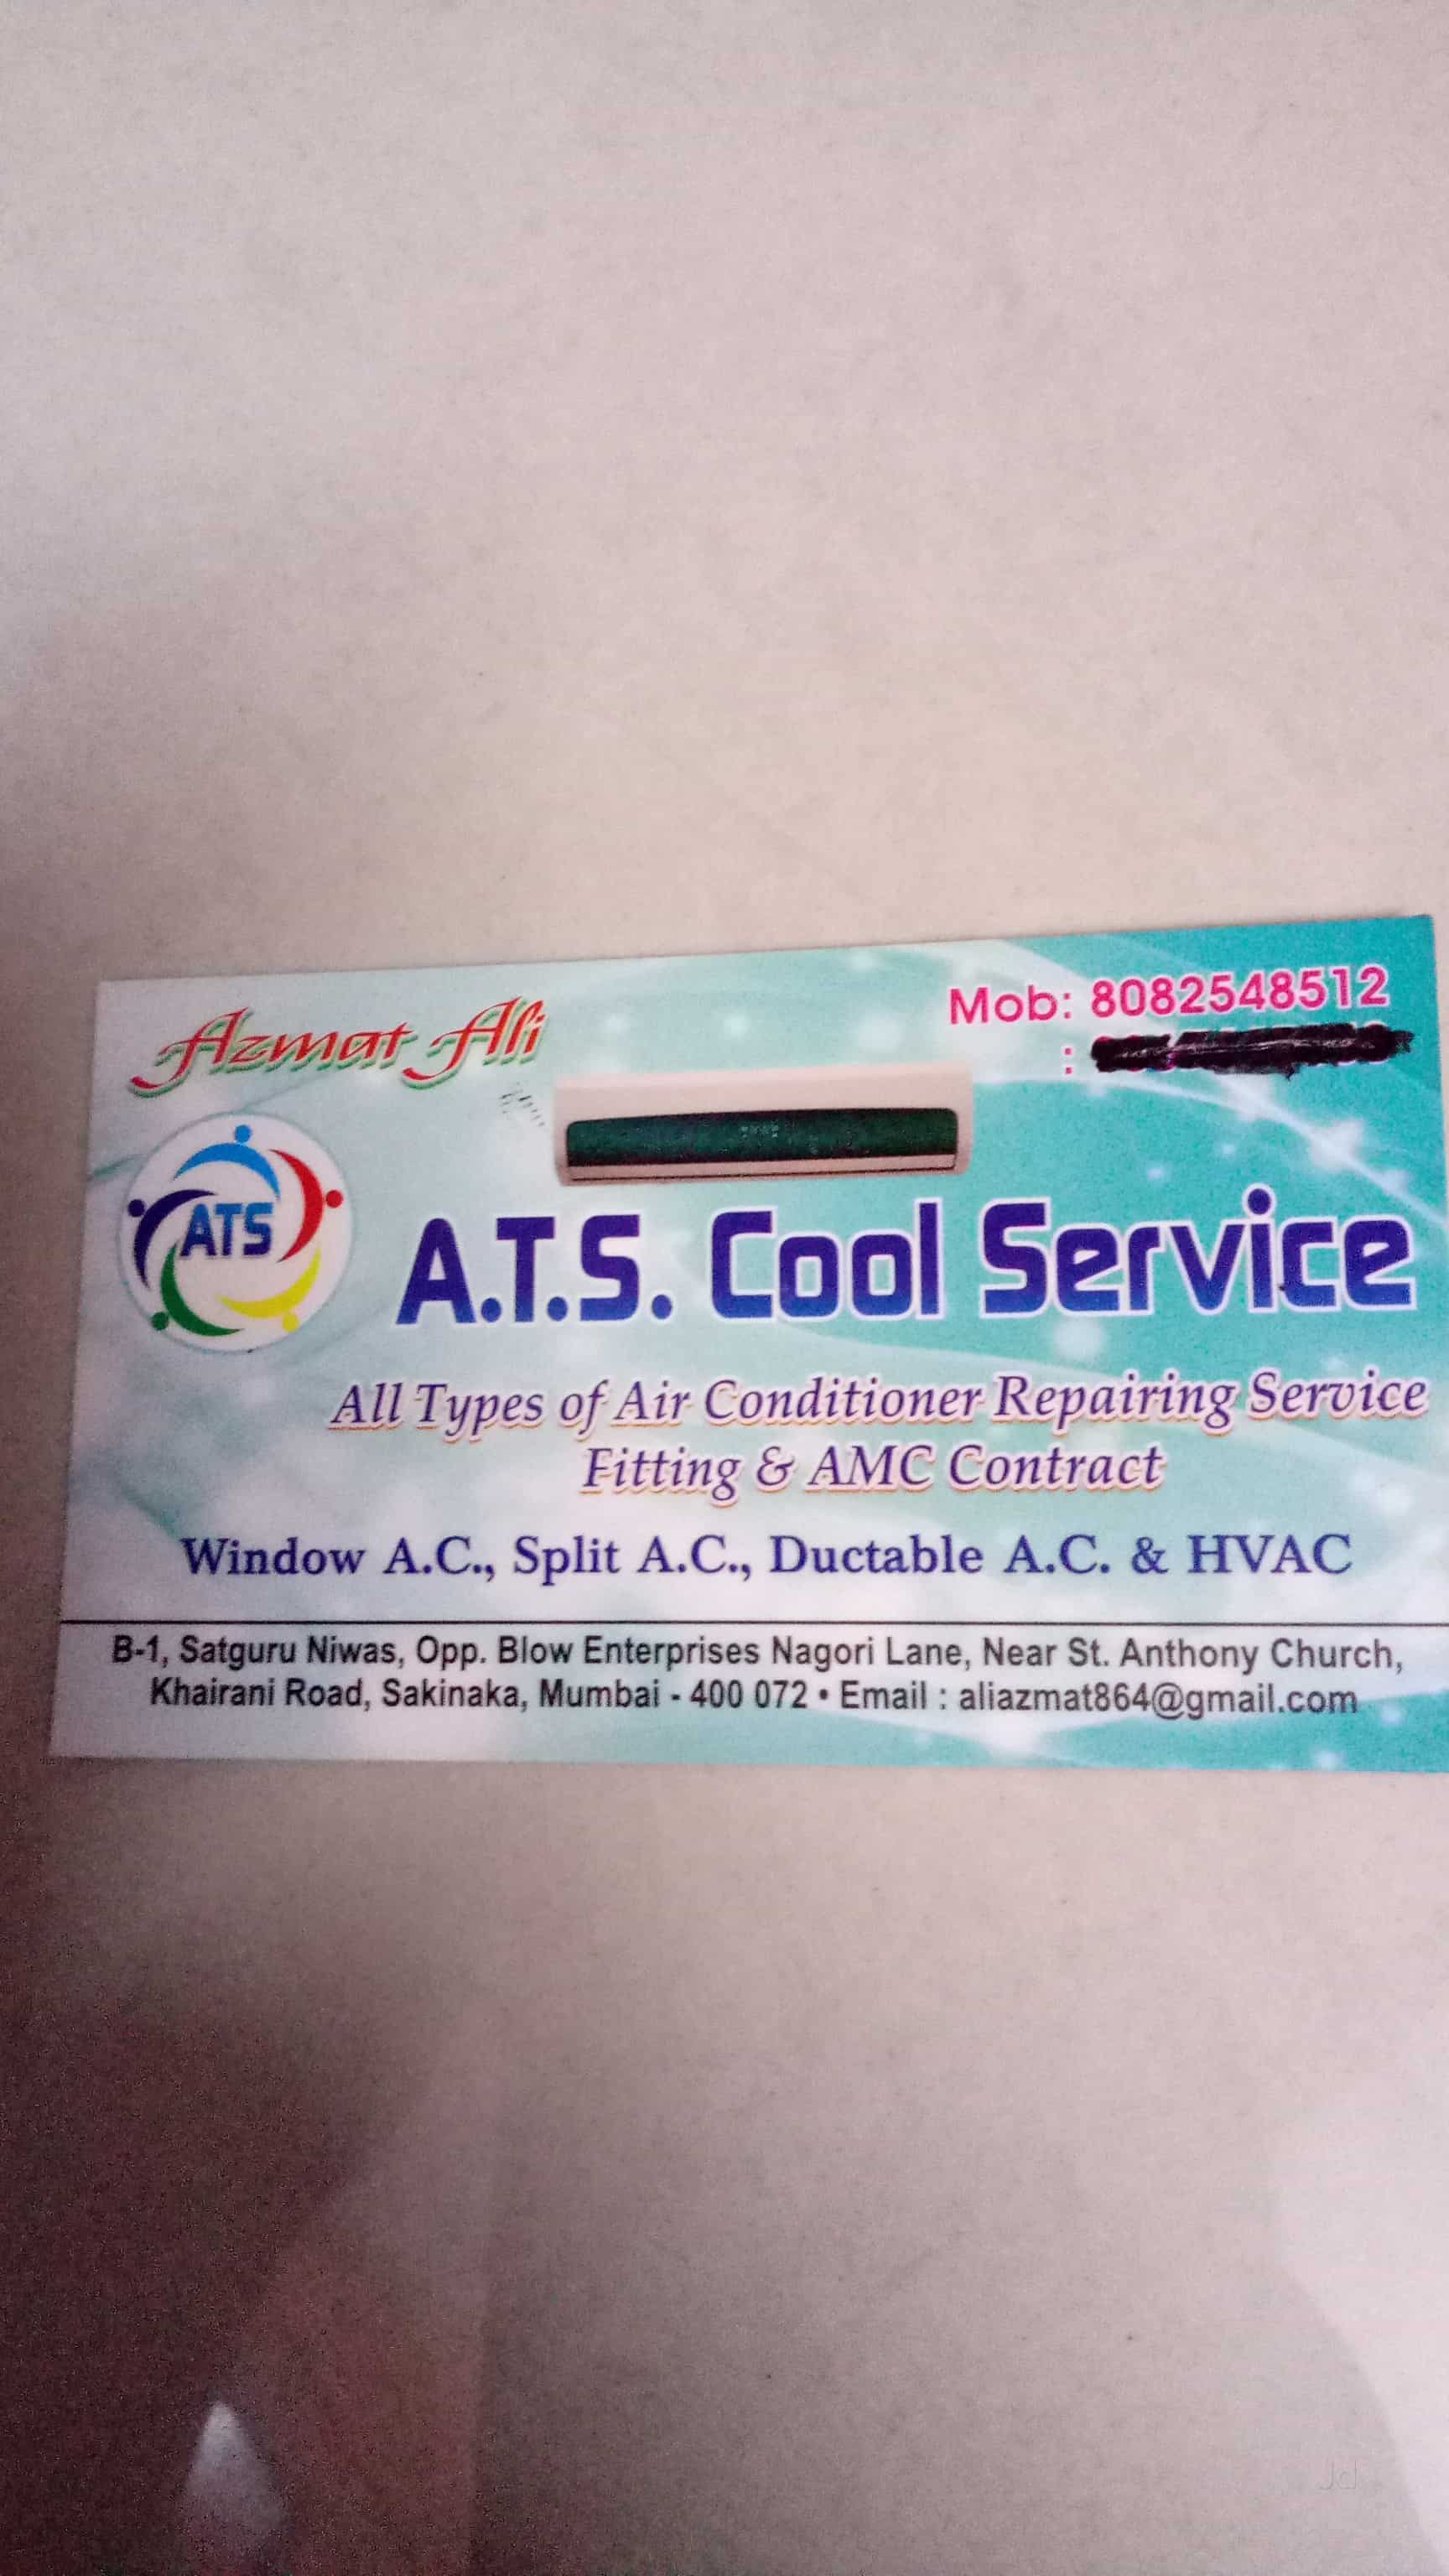 Azmat Ali
Mob: 8082548512
:
ATS
A.T.S. Cool Service
All Types of Air Conditioner Repairing Service
Fitting & AMC Contract
Window A.C., Split A.C., Ductable A.C. & HVAC
B-1, Satguru Niwas, Opp. Blow Enterprises Nagori Lane, Near St. Anthony Church,
Khairani Road, Sakinaka, Mumbai - 400 072 • Email : aliazmat864@gmail.com
Jd